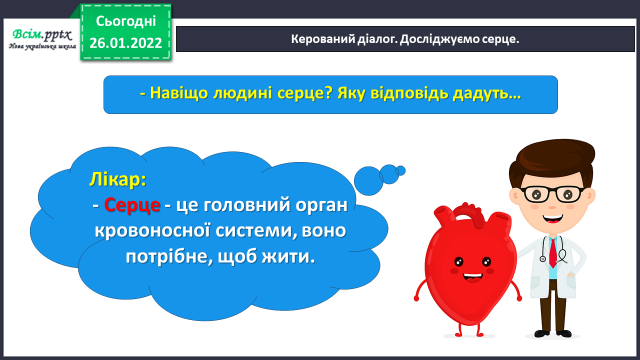 Всім.pptx
Нова українська школа
Сьогодні
26.01.2022
Керований діалог. Досліджуємо серце.
- Навіщо людині серце? Яку відповідь дадуть...
Лікар:
- Серце - це головний орган
кровоносної системи, воно
потрібне, щоб жити.